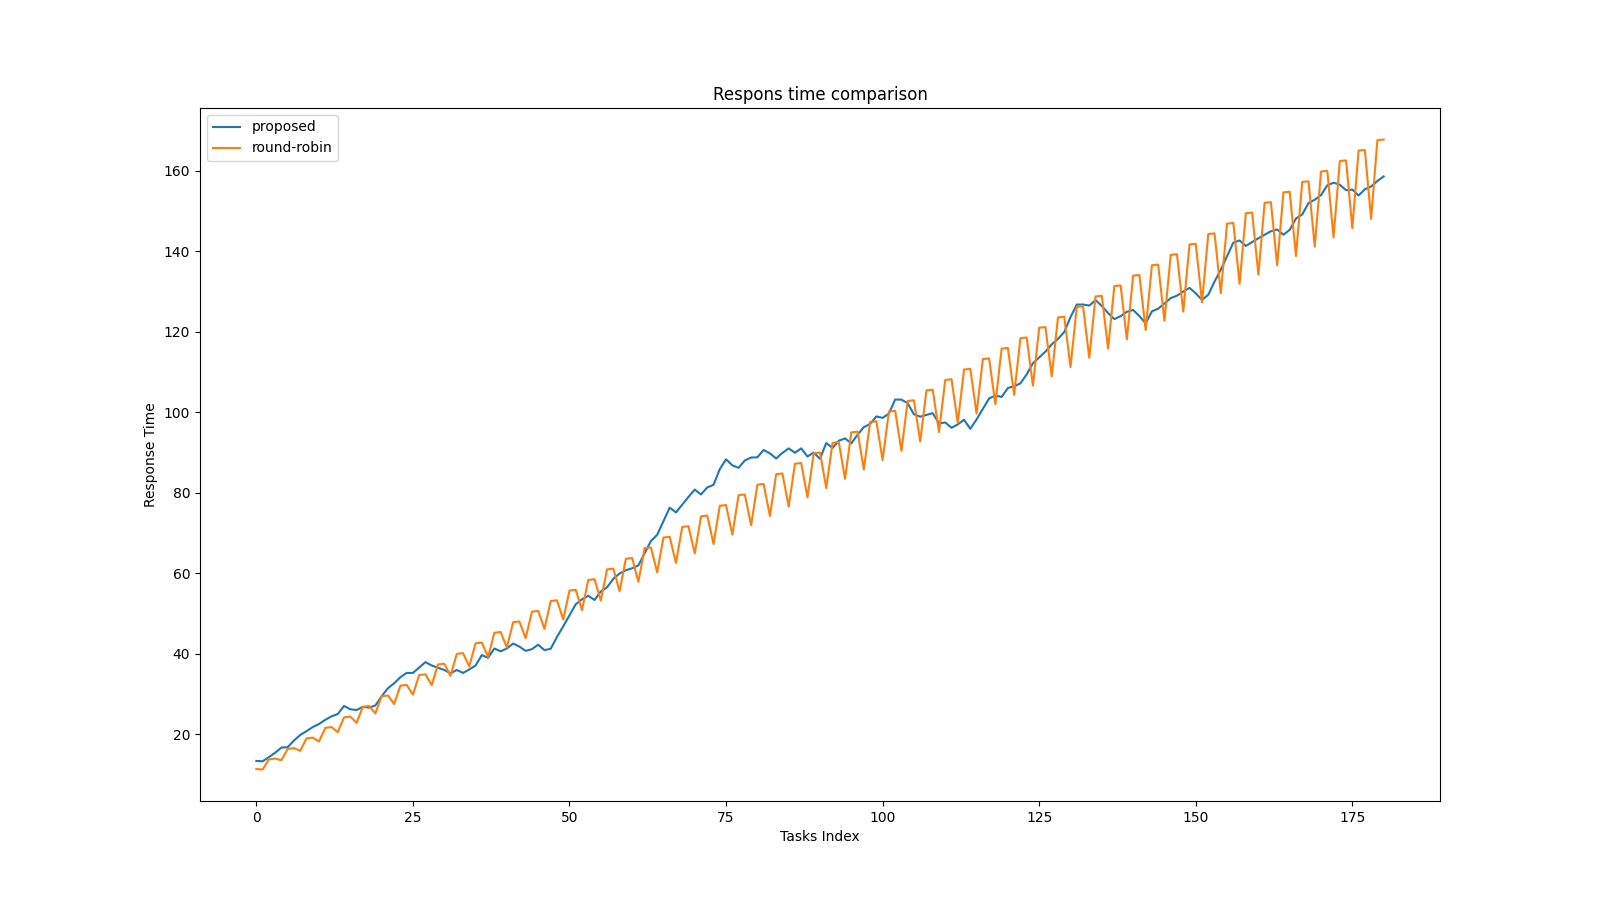 Respons time comparison
proposed
round-robin
160
140
120
100
80
60
40
20
Response Time
0 25 50 75 100 125 150 175
Tasks Index